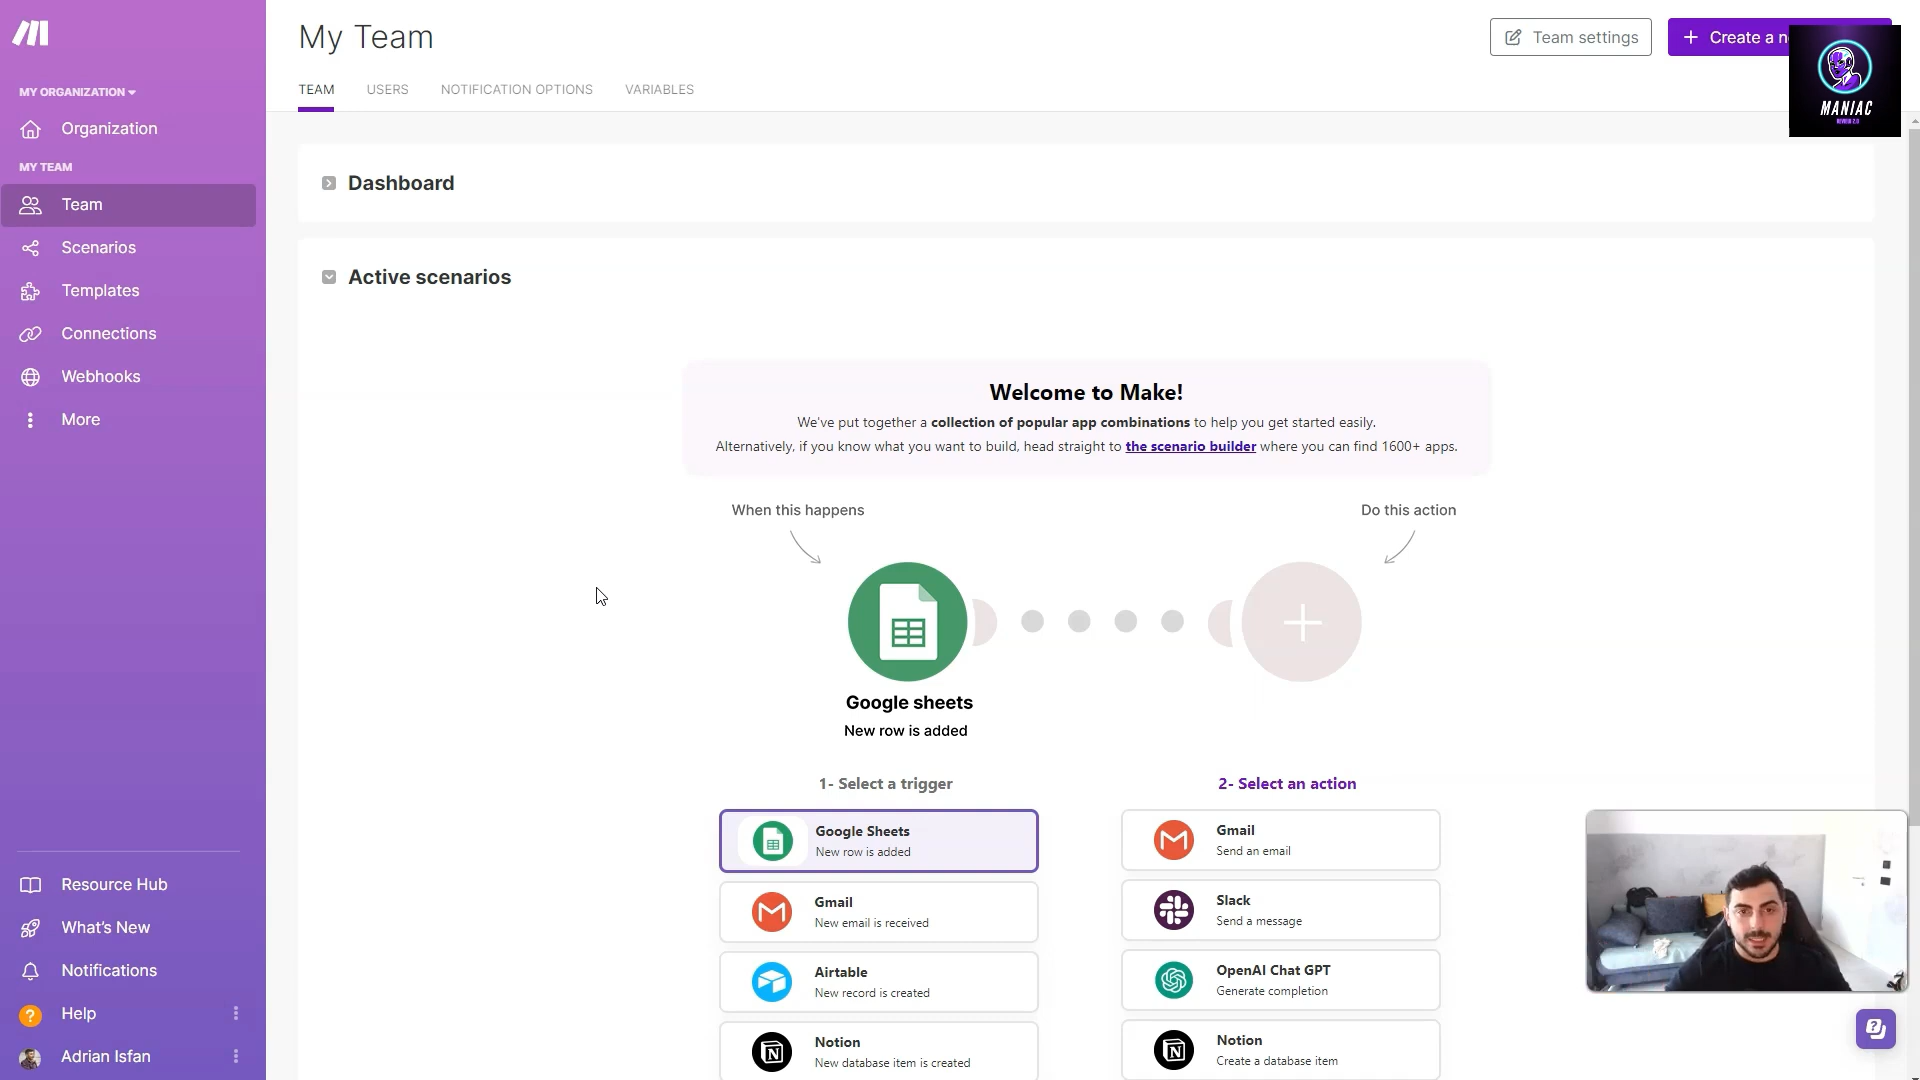 MY ORGANIZATION
Organization
MY TEAM
Team
Scenarios
Templates
Connections
Webhooks
More
Resource Hub
What's New
Notifications
Help
Adrian Isfan
My Team
Team settings
Create a n
MANIAC
TEAM
USERS
NOTIFICATION OPTIONS
VARIABLES
Dashboard
Active scenarios
Welcome to Make!
We've put together a collection of popular app combinations to help you get started easily.
Alternatively, if you know what you want to build, head straight to the scenario builder where you can find 1600+ apps.
When this happens
Do this action
Google sheets
New row is added
1- Select a trigger
Google Sheets
New row is added
Gmail
New email is received
Airtable
New record is created
Notion
New database item is created
2- Select an action
Gmail
Send an email
Slack
Send a message
OpenAI Chat GPT
Generate completion
Notion
Create a database item